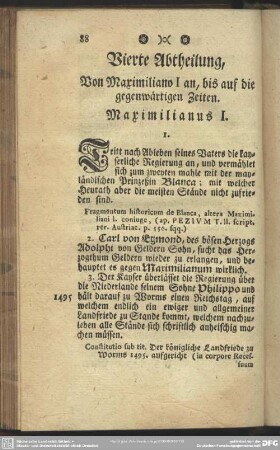 88
Vierte Abtheilung,
Von Maximiliano I an, bis auf die
gegenwärtigen Zeiten.
Maximilianus I.
1.
Tritt nach Ableben seines Vaters die kay-
serliche Regierung an, und vermählet
sich zum zweyten mahle mit der may-
ländischen Prinzeßin Bianca; mit welcher
Heurath aber die meisten Stände nicht zufrie-
den sind.
Fragmentum historicum de Blanca, altera Maximi-
liani I. coniuge, (ap. PEZIVM T. II. script.
rer. Austriac. p. 556. sqq.)
2. Carl von Egmond, des bösen Herzogs
Adolphi von Geldern Sohn, sucht das Her-
zogthum Geldern wieder zu erlangen, und be-
hauptet es gegen Maximilianum wirklich.
3. Der Kayser überlässet die Regierung über
die Niederlande seinem Sohne Philippo und
1495 hält darauf zu Worms einen Reichstag, auf
welchem endlich ein ewiger und allgemeiner
Landfriede zu Stande kommt, welchem nachzu-
leben alle Stände sich schriftlich anheischig ma-
chen müssen.
Constitutio sub tit. Der königliche Landfriede zu
Worms 1495. aufgericht (in corpore Reces-
suum